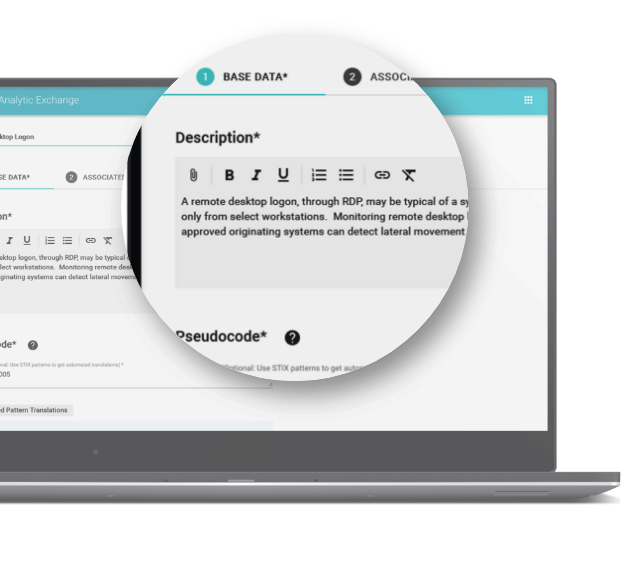 Analytic Exchange
ktop Logon
SE DATA*
2 ASSOCIATE
on*
I U
ktop logon, through RDP, may be typical
lect workstations. Monitoring remote desk
ginating systems can detect lateral movem
ode*
nal: Use STIX patterns to get automated translations) *
005
d Pattern Translations
1 BASE DATA*
2 ASSOCI
Description*
B I U
A remote desktop logon, through RDP, may be typical of a sy
only from select workstations. Monitoring remote desktop l
approved originating systems can detect lateral movement
Pseudocode* ?
Optional: Use STIX patterns to get auto